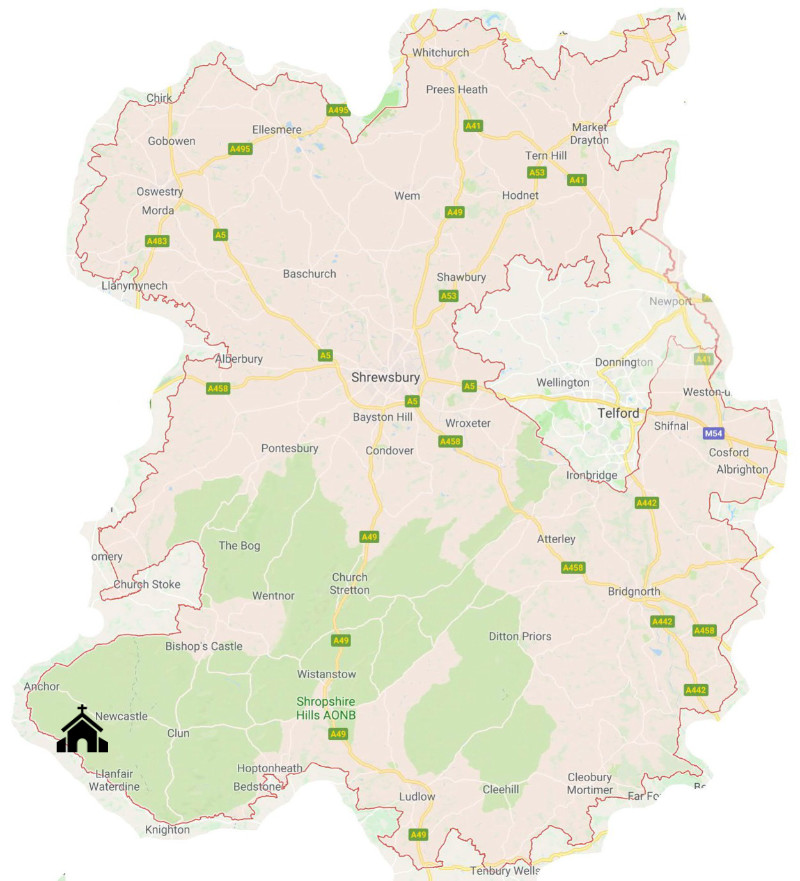 M
Whitchurch
Prees Heath
Chirk
A495
Ellesmere
A41
Market
Drayton
Gobowen
A495
Tern Hill
A53
A41
Oswestry
Wem
Hodnet
Morda
A49
A5
A483
Baschurch
Shawbury
Llanymynech
A53
Newport
Alberbury
A5
A41
Donnington
Shrewsbury
Wellington
A458
A5
Weston-u
A5
Bayston Hill
Telford
Wroxeter
Shifnal
M54
A458
Pontesbury
Condover
Cosford
Albrighton
Ironbridge
A442
A49
Atterley
The Bog
omery
A458
Church
Stretton
Church Stoke
Wentnor
Bridgnorth
A442
A458
Ditton Priors
A49
Bishop's Castle
Wistanstow
Anchor
A442
Shropshire
Hills AONB
Newcastle
Clun
A49
Hoptonheath
Llanfair
Waterdine
Bedstone
Cleobury
Mortimer
Cleehill
Ludlow
Far Fo
Knighton
A49
Tenbury Wells